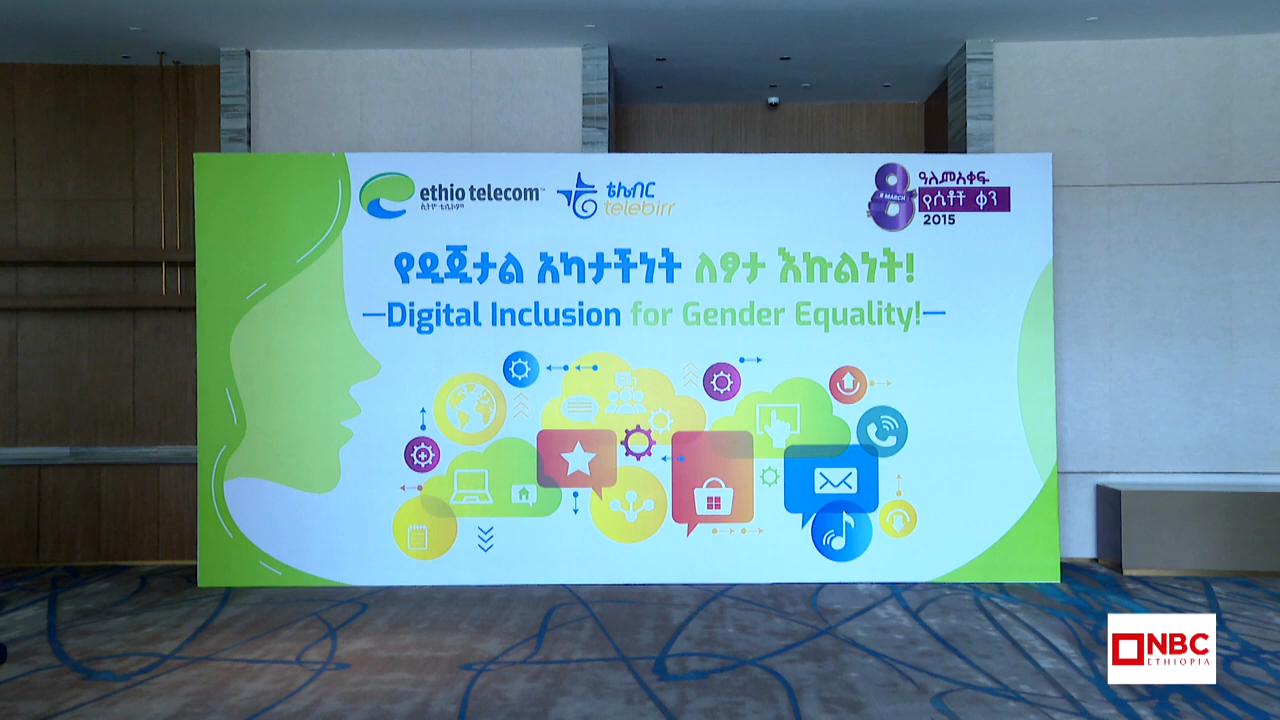 ethio telecom™
ኢትዮ ቴሌኮም
ቴሌብር
telebirr
8 MARCH
ዓለምአቀፍ
የሴቶች ቀን
2015
የዲጂታል አካታችነት ለፆታ እኩልነት!
Digital Inclusion for Gender Equality!
NBC
ETHIOPIA